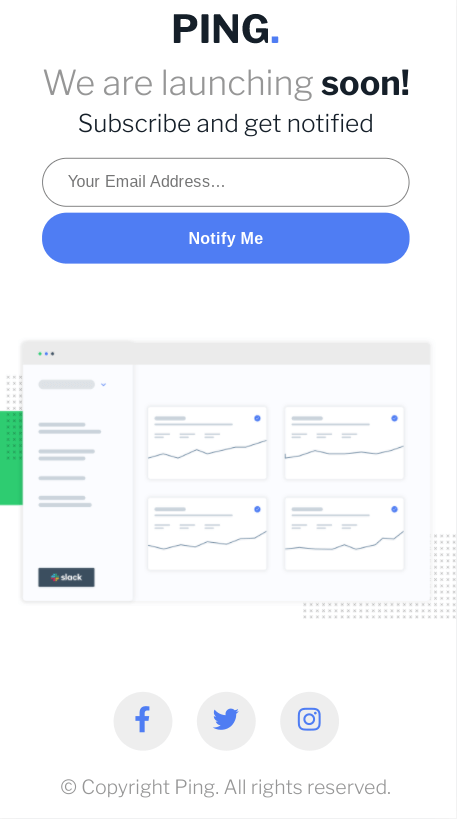 PING.
We are launching soon!
Subscribe and get notified
Your Email Address...
Notify Me
slack
© Copyright Ping. All rights reserved.